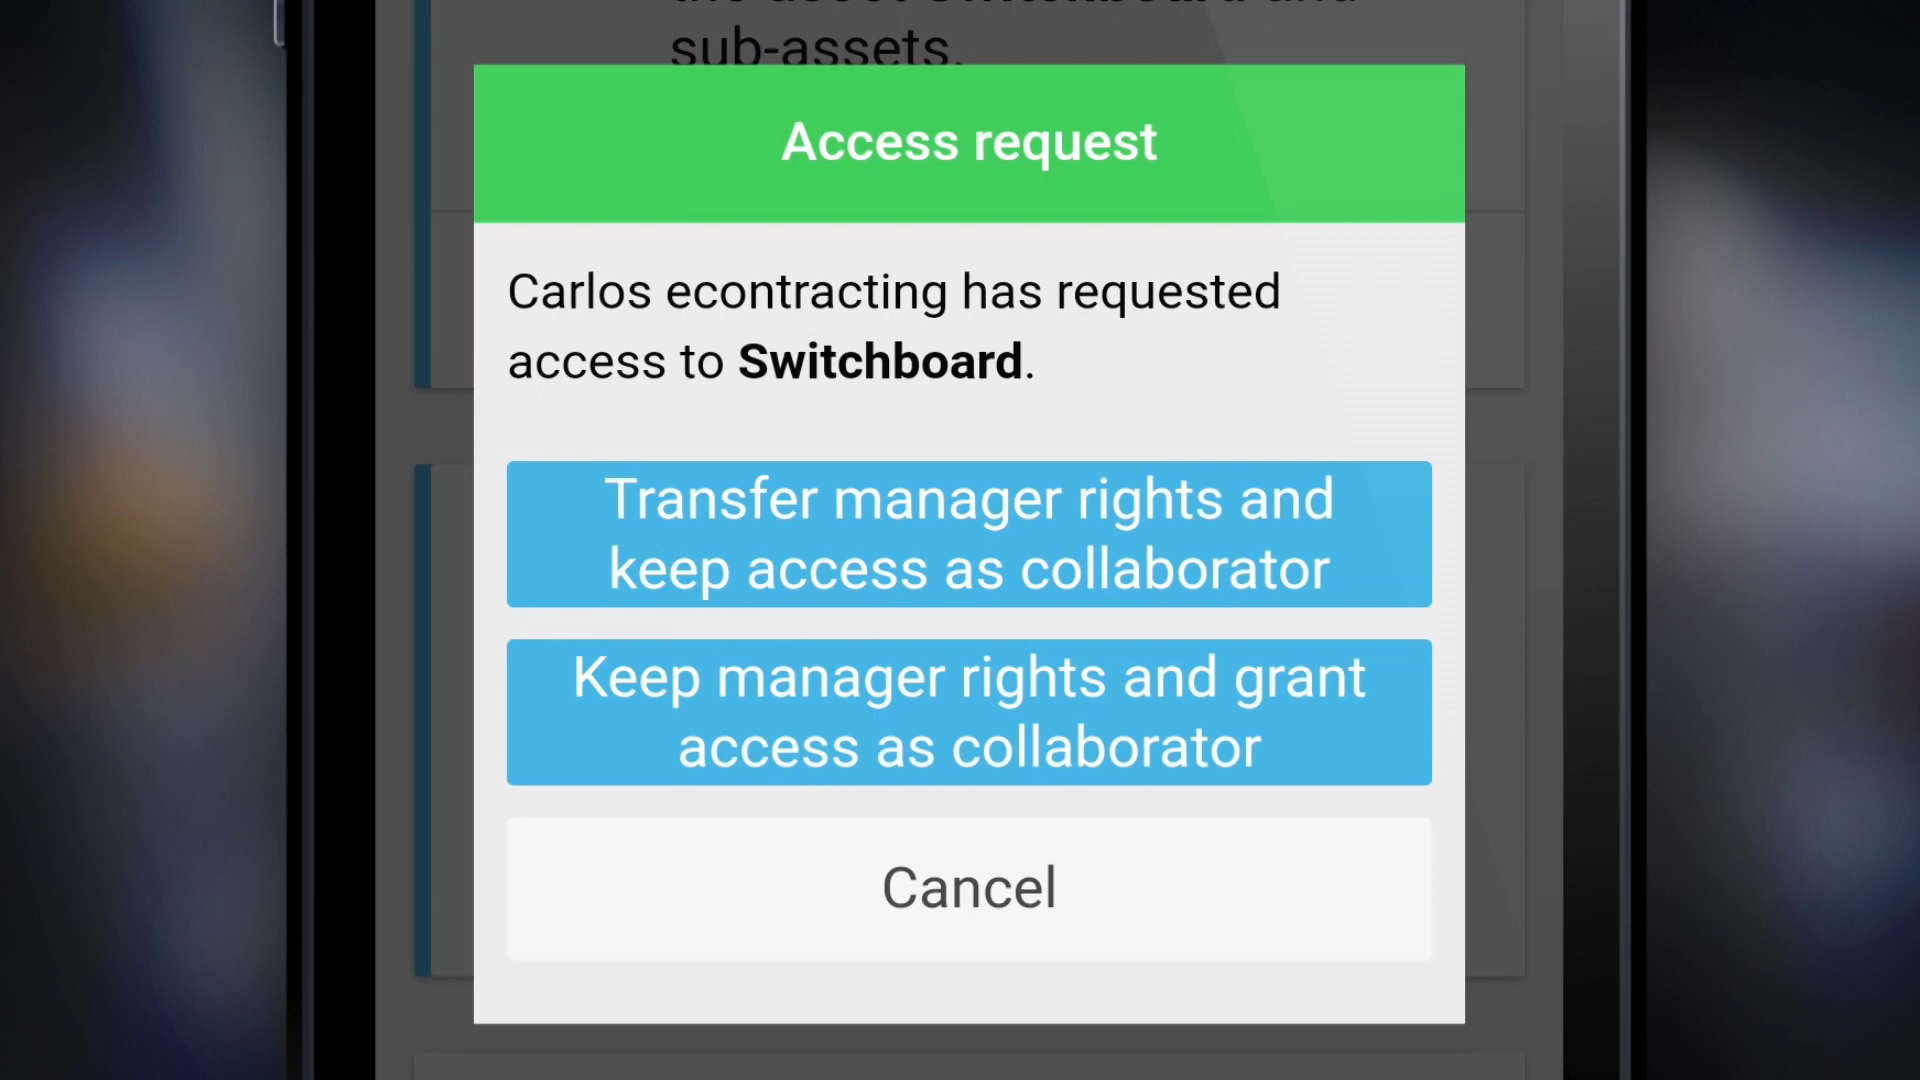 sub-assets.
Access request
Carlos econtracting has requested
access to Switchboard.
Transfer manager rights and
keep access as collaborator
Keep manager rights and grant
access as collaborator
Cancel